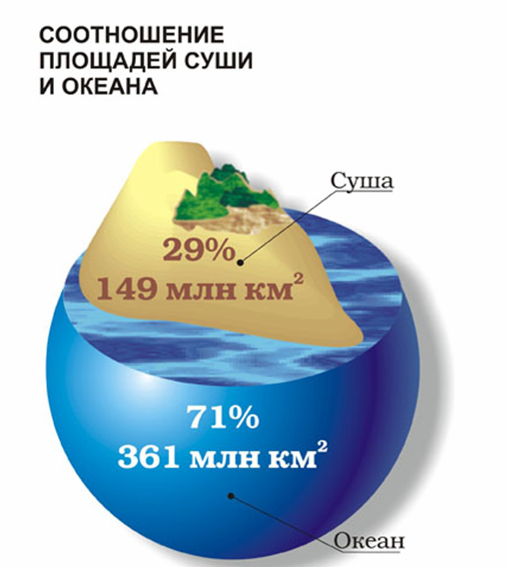 СООТНОШЕНИЕ
ПЛОЩАДЕЙ СУШИ
И ОКЕАНА
Суша
29%
149 млн км²
71%
361 млн км²
Океан